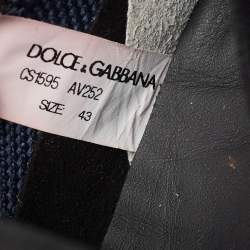 DOLCE & GABBANA
CS1595 AV252
SIZE: 43